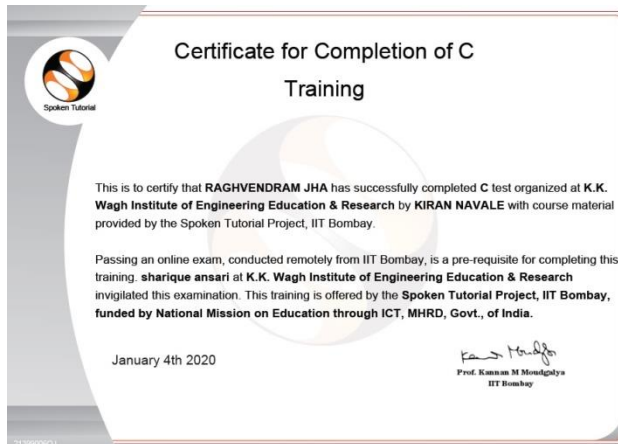 Certificate for Completion of C
Training
Spoken Tutorial
This is to certify that RAGHVENDRAM JHA has successfully completed C test organized at K.K.
Wagh Institute of Engineering Education & Research by KIRAN NAVALE with course material
provided by the Spoken Tutorial Project, IIT Bombay.
Passing an online exam, conducted remotely from IIT Bombay, is a pre-requisite for completing this
training. sharique ansari at K.K. Wagh Institute of Engineering Education & Research
invigilated this examination. This training is offered by the Spoken Tutorial Project, IIT Bombay,
funded by National Mission on Education through ICT, MHRD, Govt., of India.
January 4th 2020
Prof. Kannan M Moudgalya
IIT Bombay